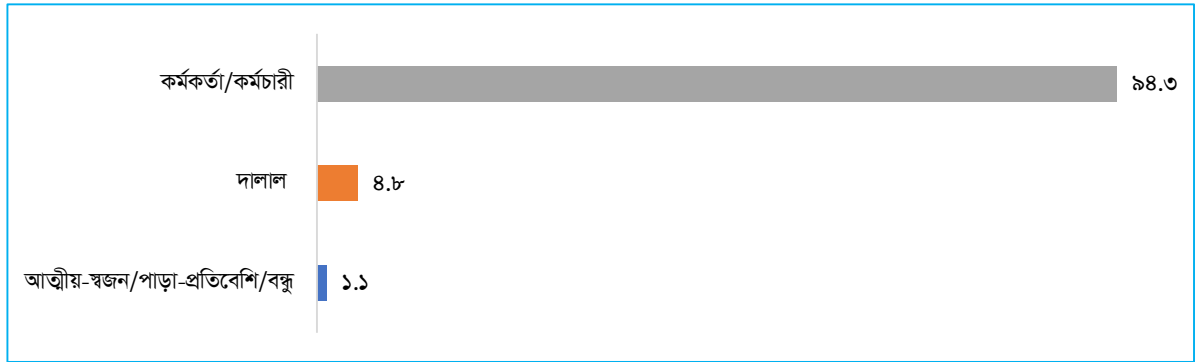 কর্মকর্তা/কর্মচারী ৯৪.৩
দালাল ৪.৮
আত্মীয়-স্বজন/পাড়া-প্রতিবেশি/বন্ধু ১.১